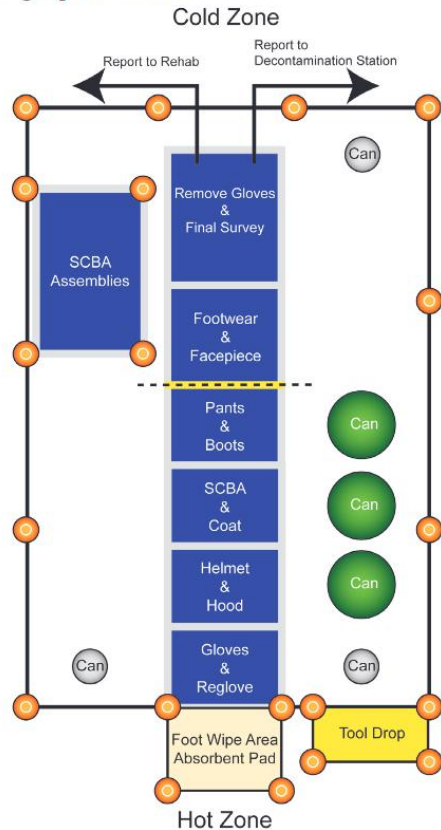 Cold Zone
Report to Rehab
Report to
Decontamination Station
Can
Remove Gloves
&
Final Survey
SCBA
Assemblies
Footwear
&
Facepiece
Pants
&
Boots
Can
SCBA
&
Coat
Can
Helmet
&
Hood
Can
Gloves
&
Reglove
Can
Can
Foot Wipe Area
Absorbent Pad
Tool Drop
Hot Zone